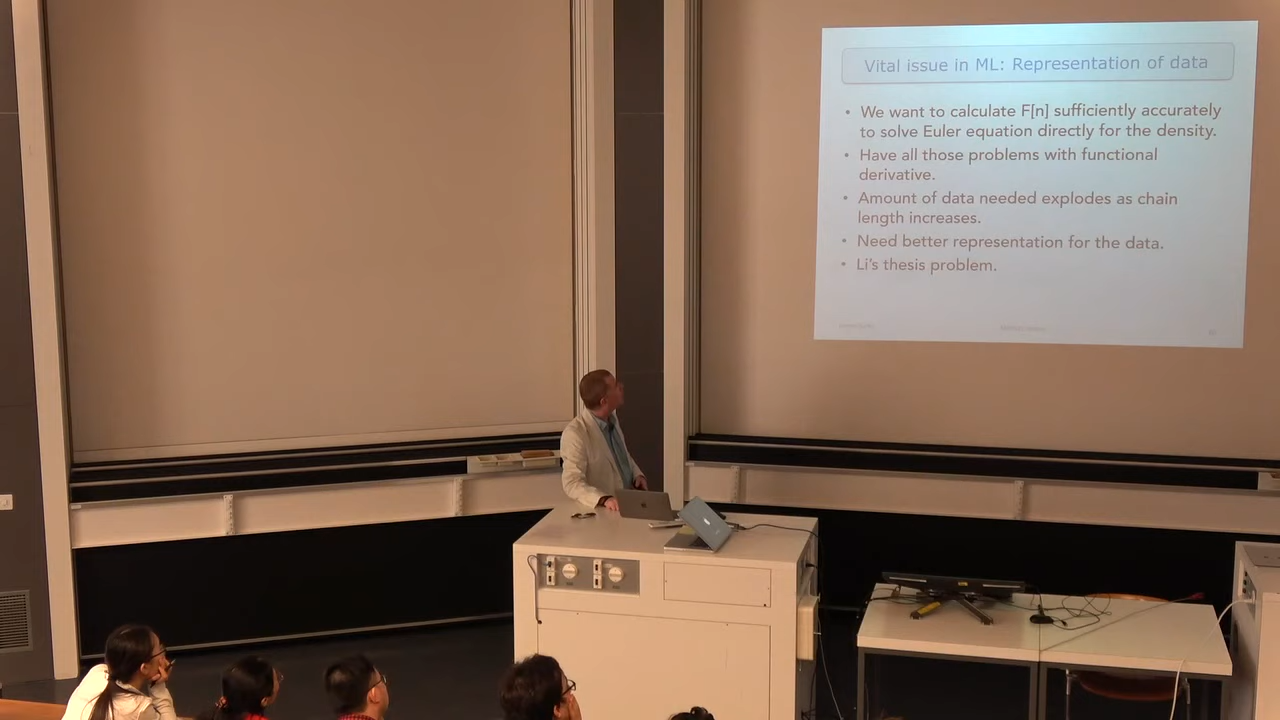 Vital issue in ML: Representation of data
• We want to calculate F[n] sufficiently accurately
to solve Euler equation directly for the density.
• Have all those problems with functional
derivative.
• Amount of data needed explodes as chain
length increases.
• Need better representation for the data.
• Li's thesis problem.